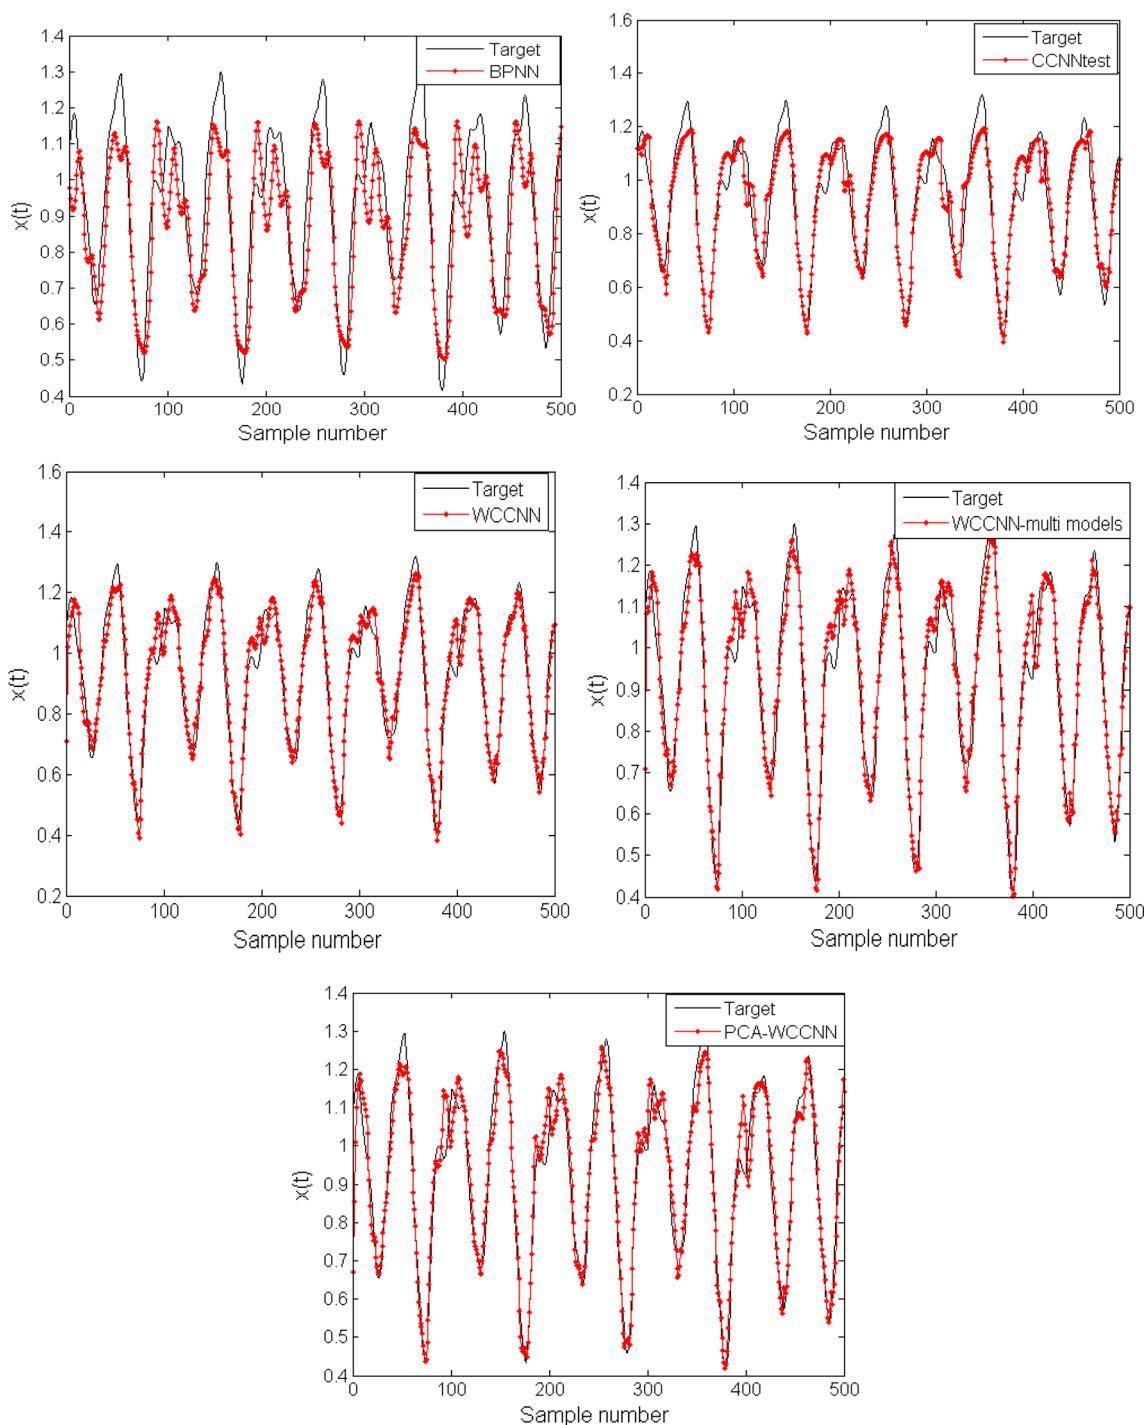 1.4
1.3
1.2
1.1
1
0.9
0.8
0.7
0.6
0.5
0.4
x(t)
0 100 200 300 400 500
Sample number
Target
BPNN
1.6
1.4
1.2
1
0.8
0.6
0.4
0.2
x(t)
0 100 200 300 400 500
Sample number
Target
CCNNtest
1.6
1.4
1.2
1
0.8
0.6
0.4
0.2
x(t)
0 100 200 300 400 500
Sample number
Target
WCCNN
1.4
1.3
1.2
1.1
1
0.9
0.8
0.7
0.6
0.5
0.4
x(t)
0 100 200 300 400 500
Sample number
Target
WCCNN-multi models
1.4
1.3
1.2
1.1
1
0.9
0.8
0.7
0.6
0.5
0.4
x(t)
0 100 200 300 400 500
Sample number
Target
PCA-WCCNN